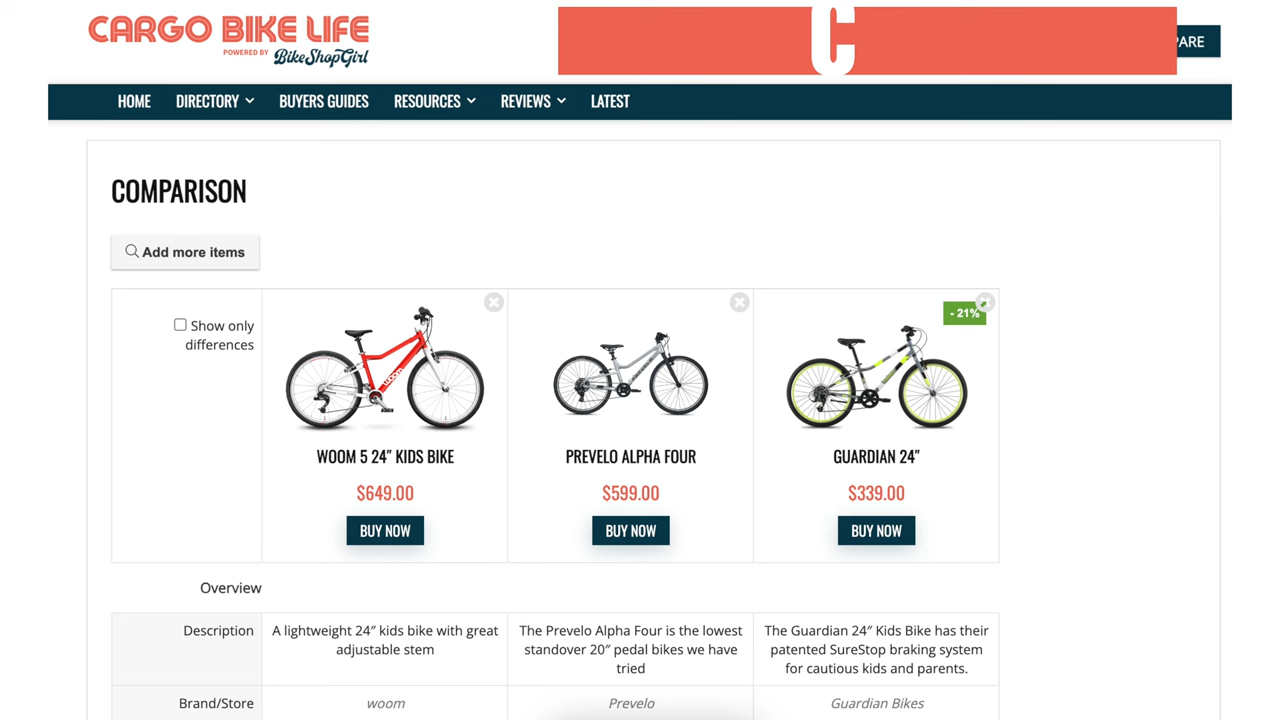 CARGO BIKE LIFE
POWERED BY BikeShopGirl
C
PARE
HOME DIRECTORY BUYERS GUIDES RESOURCES REVIEWS LATEST
COMPARISON
Add more items
Show only
differences
- 21%
woom
WOOM 5 24″ KIDS BIKE
PREVELO ALPHA FOUR
GUARDIAN 24″
$649.00
$599.00
$339.00
BUY NOW
BUY NOW
BUY NOW
Overview
Description
A lightweight 24″ kids bike with great
adjustable stem
The Prevelo Alpha Four is the lowest
standover 20″ pedal bikes we have
tried
The Guardian 24″ Kids Bike has their
patented SureStop braking system
for cautious kids and parents.
Brand/Store
woom
Prevelo
Guardian Bikes